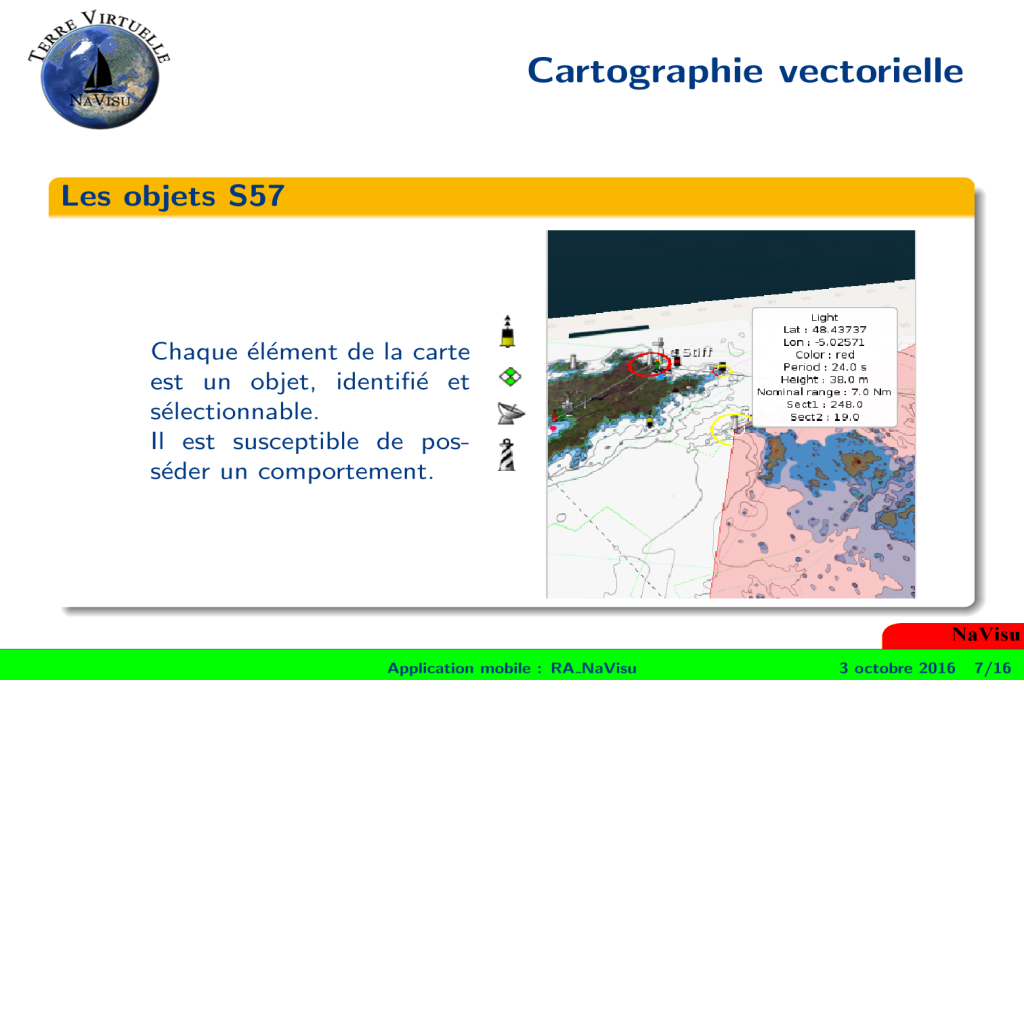 TERRE VIRTUELLE
NAVISU
Cartographie vectorielle
Les objets S57
Chaque élément de la carte
est un objet, identifié et
sélectionnable.
Il est susceptible de pos-
séder un comportement.
Stiff
Light
Lat : 48.43737
Lon : -5.02571
Color : red
Period : 24.0 s
Height : 38.0 m
Nominal range : 7.0 Nm
Sect1 : 248.0
Sect2 : 19.0
NaVisu
Application mobile : RA_NaVisu
3 octobre 2016 7/16